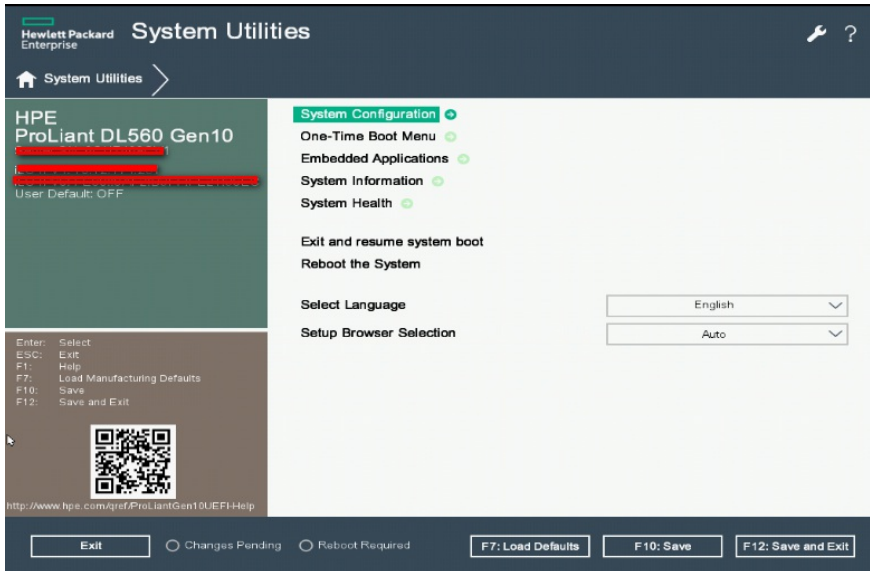 Hewlett Packard
Enterprise
System Utilities
?
System Utilities
HPE
ProLiant DL560 Gen10
User Default: OFF
Enter: Select
ESC: Exit
F1: Help
F7: Load Manufacturing Defaults
F10: Save
F12: Save and Exit
http://www.hpe.com/qref/ProLiantGen10UEFI-Help
System Configuration
One-Time Boot Menu
Embedded Applications
System Information
System Health
Exit and resume system boot
Reboot the System
Select Language English
Setup Browser Selection Auto
Exit Changes Pending Reboot Required F7: Load Defaults F10: Save F12: Save and Exit